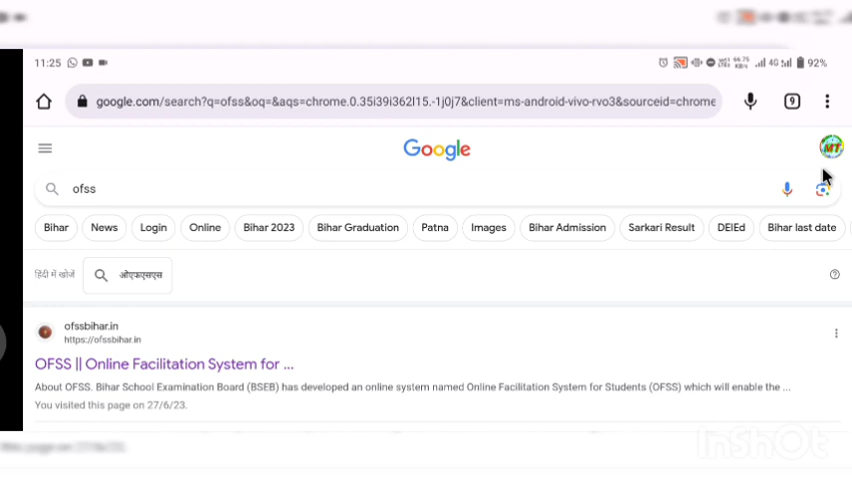 11:25
92%
google.com/search?q=ofss&oq=&aqs=chrome.0.35i39i362l15.-1j0j7&client=ms-android-vivo-rvo3&sourceid=chrome
9
Google
MT
ofss
Bihar
News
Login
Online
Bihar 2023
Bihar Graduation
Patna
Images
Bihar Admission
Sarkari Result
DElEd
Bihar last date
हिंदी में खोजें
ओएफएसएस
ofssbihar.in
https://ofssbihar.in
OFSS || Online Facilitation System for ...
About OFSS. Bihar School Examination Board (BSEB) has developed an online system named Online Facilitation System for Students (OFSS) which will enable the ...
You visited this page on 27/6/23.
InShOt